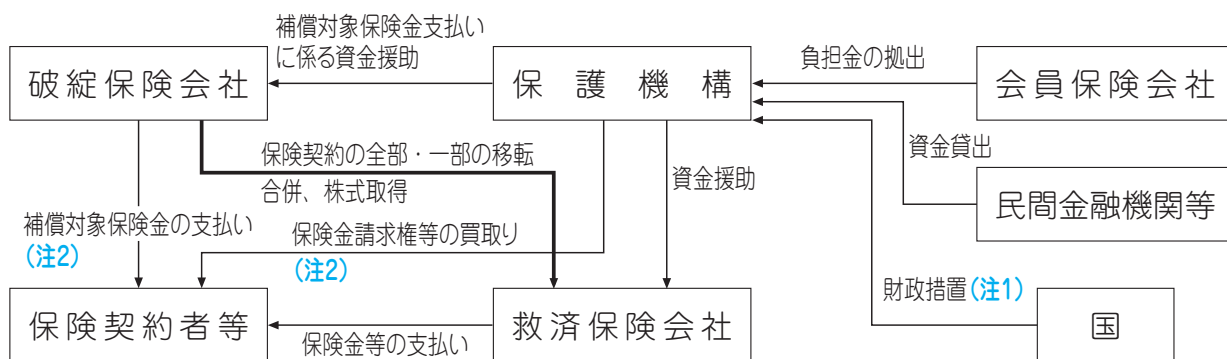 補償対象保険金支払い
に係る資金援助
破綻保険会社
保護機構
負担金の拠出
会員保険会社
保険契約の全部・一部の移転
合併、株式取得
資金援助
資金貸出
民間金融機関等
補償対象保険金の支払い
(注2)
保険金請求権等の買取り
(注2)
財政措置(注1)
保険契約者等
保険金等の支払い
救済保険会社
国